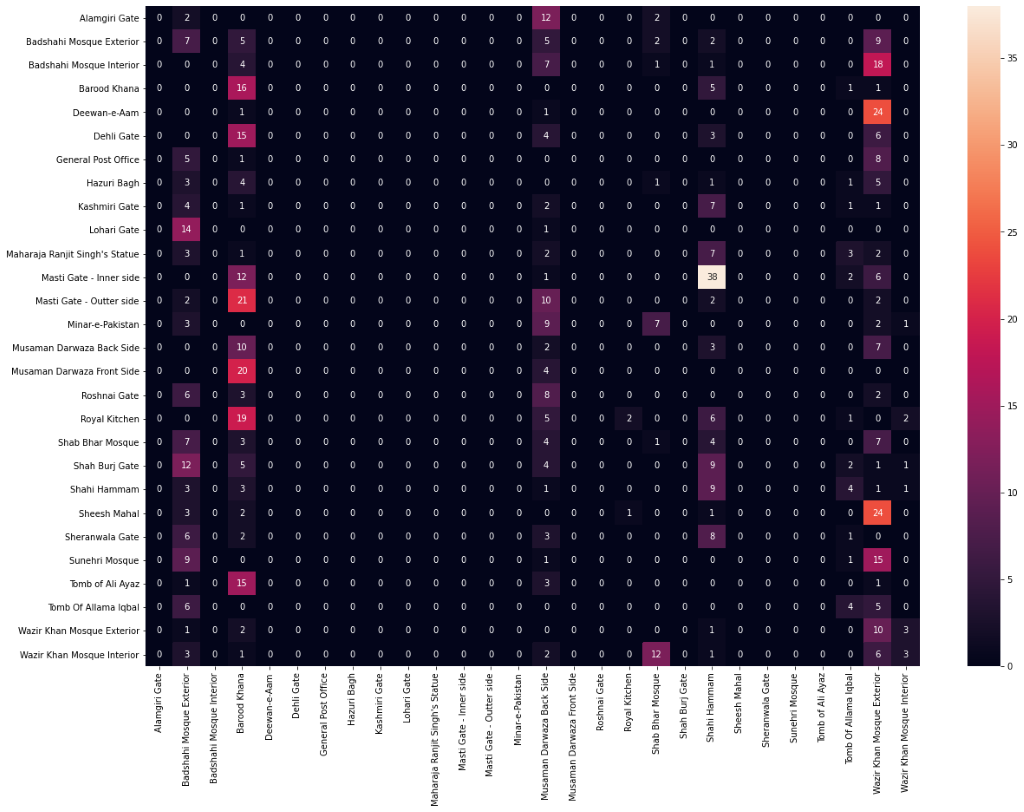 Alamgiri Gate 0 2 0 0 0 0 0 0 0 0 0 0 0 0 12 0 0 0 2 0 0 0 0 0 0 0 0 0
Badshahi Mosque Exterior 0 7 0 5 0 0 0 0 0 0 0 0 0 0 5 0 0 0 2 0 2 0 0 0 0 0 9 0
Badshahi Mosque Interior 0 0 0 4 0 0 0 0 0 0 0 0 0 0 7 0 0 0 1 0 1 0 0 0 0 0 18 0
Barood Khana 0 0 0 16 0 0 0 0 0 0 0 0 0 0 0 0 0 0 0 0 5 0 0 0 0 1 1 0
Deewan-e-Aam 0 0 0 1 0 0 0 0 0 0 0 0 0 0 1 0 0 0 0 0 0 0 0 0 0 0 24 0
Dehli Gate 0 0 0 15 0 0 0 0 0 0 0 0 0 0 4 0 0 0 0 0 3 0 0 0 0 0 6 0
General Post Office 0 5 0 1 0 0 0 0 0 0 0 0 0 0 0 0 0 0 0 0 0 0 0 0 0 0 8 0
Hazuri Bagh 0 3 0 4 0 0 0 0 0 0 0 0 0 0 0 0 0 0 1 0 1 0 0 0 0 1 5 0
Kashmiri Gate 0 4 0 1 0 0 0 0 0 0 0 0 0 0 2 0 0 0 0 0 7 0 0 0 0 1 1 0
Lohari Gate 0 14 0 0 0 0 0 0 0 0 0 0 0 0 1 0 0 0 0 0 0 0 0 0 0 0 0 0
Maharaja Ranjit Singh's Statue 0 3 0 1 0 0 0 0 0 0 0 0 0 0 2 0 0 0 0 0 7 0 0 0 0 3 2 0
Masti Gate - Inner side 0 0 0 12 0 0 0 0 0 0 0 0 0 0 1 0 0 0 0 0 38 0 0 0 0 2 6 0
Masti Gate - Outter side 0 2 0 21 0 0 0 0 0 0 0 0 0 0 10 0 0 0 0 0 2 0 0 0 0 0 2 0
Minar-e-Pakistan 0 3 0 0 0 0 0 0 0 0 0 0 0 0 9 0 0 0 7 0 0 0 0 0 0 0 2 1
Musaman Darwaza Back Side 0 0 0 10 0 0 0 0 0 0 0 0 0 0 2 0 0 0 0 0 3 0 0 0 0 0 7 0
Musaman Darwaza Front Side 0 0 0 20 0 0 0 0 0 0 0 0 0 0 4 0 0 0 0 0 0 0 0 0 0 0 0 0
Roshnai Gate 0 6 0 3 0 0 0 0 0 0 0 0 0 0 8 0 0 0 0 0 0 0 0 0 0 0 2 0
Royal Kitchen 0 0 0 19 0 0 0 0 0 0 0 0 0 0 5 0 0 2 0 0 6 0 0 0 0 1 0 2
Shab Bhar Mosque 0 7 0 3 0 0 0 0 0 0 0 0 0 0 4 0 0 0 1 0 4 0 0 0 0 0 7 0
Shah Burj Gate 0 12 0 5 0 0 0 0 0 0 0 0 0 0 4 0 0 0 0 0 9 0 0 0 0 2 1 1
Shahi Hammam 0 3 0 3 0 0 0 0 0 0 0 0 0 0 1 0 0 0 0 0 9 0 0 0 0 4 1 1
Sheesh Mahal 0 3 0 2 0 0 0 0 0 0 0 0 0 0 0 0 0 1 0 0 1 0 0 0 0 0 24 0
Sheranwala Gate 0 6 0 2 0 0 0 0 0 0 0 0 0 0 3 0 0 0 0 0 8 0 0 0 0 1 0 0
Sunehri Mosque 0 9 0 0 0 0 0 0 0 0 0 0 0 0 1 0 0 0 0 0 0 0 0 0 0 1 15 0
Tomb of Ali Ayaz 0 1 0 15 0 0 0 0 0 0 0 0 0 0 3 0 0 0 0 0 0 0 0 0 0 0 1 0
Tomb Of Allama Iqbal 0 6 0 0 0 0 0 0 0 0 0 0 0 0 0 0 0 0 0 0 0 0 0 0 0 4 5 0
Wazir Khan Mosque Exterior 0 1 0 2 0 0 0 0 0 0 0 0 0 0 0 0 0 0 0 0 1 0 0 0 0 0 10 3
Wazir Khan Mosque Interior 0 3 0 1 0 0 0 0 0 0 0 0 0 0 2 0 0 0 12 0 1 0 0 0 0 0 6 3
Alamgiri Gate
Badshahi Mosque Exterior
Badshahi Mosque Interior
Barood Khana
Deewan-e-Aam
Dehli Gate
General Post Office
Hazuri Bagh
Kashmiri Gate
Lohari Gate
Maharaja Ranjit Singh's Statue
Masti Gate - Inner side
Masti Gate - Outter side
Minar-e-Pakistan
Musaman Darwaza Back Side
Musaman Darwaza Front Side
Roshnai Gate
Royal Kitchen
Shab Bhar Mosque
Shah Burj Gate
Shahi Hammam
Sheesh Mahal
Sheranwala Gate
Sunehri Mosque
Tomb of Ali Ayaz
Tomb Of Allama Iqbal
Wazir Khan Mosque Exterior
Wazir Khan Mosque Interior
35
30
25
20
15
10
5
0